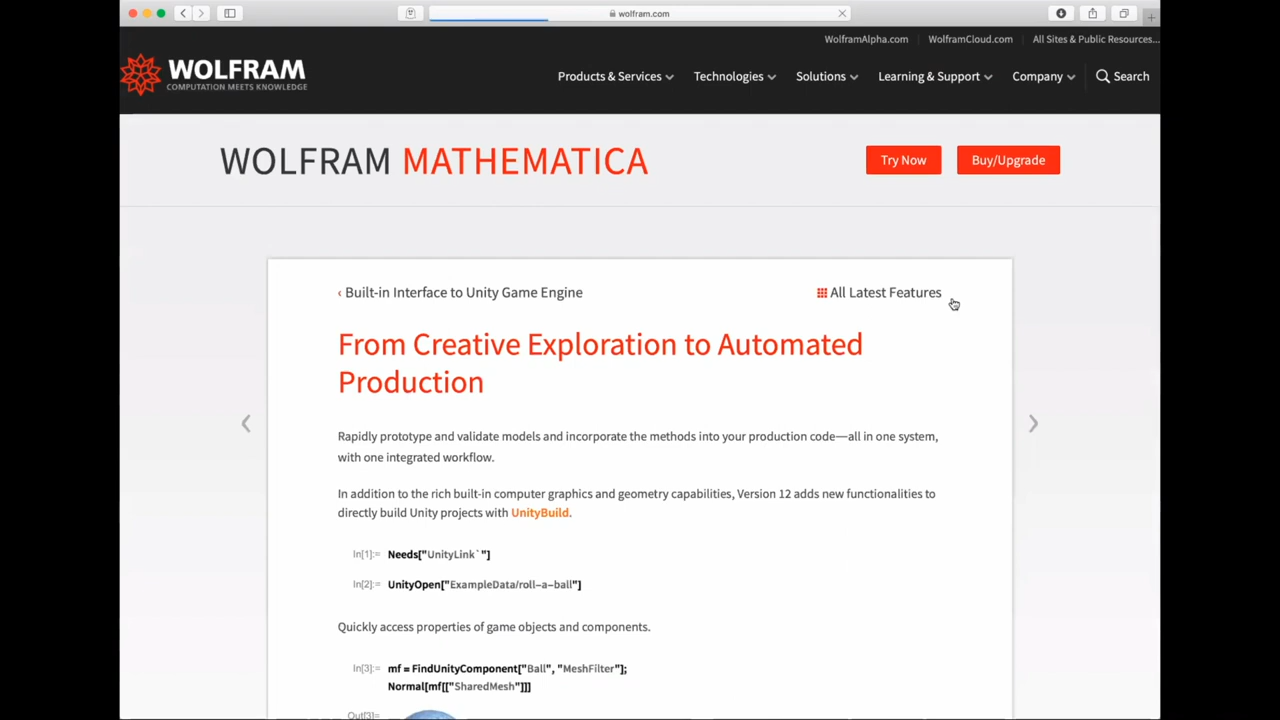 wolfram.com
WolframAlpha.com
WolframCloud.com
All Sites & Public Resources...
WOLFRAM
COMPUTATION MEETS KNOWLEDGE
Products & Services
Technologies
Solutions
Learning & Support
Company
Search
WOLFRAM MATHEMATICA
Try Now
Buy/Upgrade
‹ Built-in Interface to Unity Game Engine
All Latest Features
From Creative Exploration to Automated
Production
Rapidly prototype and validate models and incorporate the methods into your production code—all in one system,
with one integrated workflow.
In addition to the rich built-in computer graphics and geometry capabilities, Version 12 adds new functionalities to
directly build Unity projects with UnityBuild.
In[1]:= Needs["UnityLink`"]
In[2]:= UnityOpen["ExampleData/roll-a-ball"]
Quickly access properties of game objects and components.
In[3]:= mf = FindUnityComponent["Ball", "MeshFilter"];
Normal[mf[["SharedMesh"]]]
Out[3]=